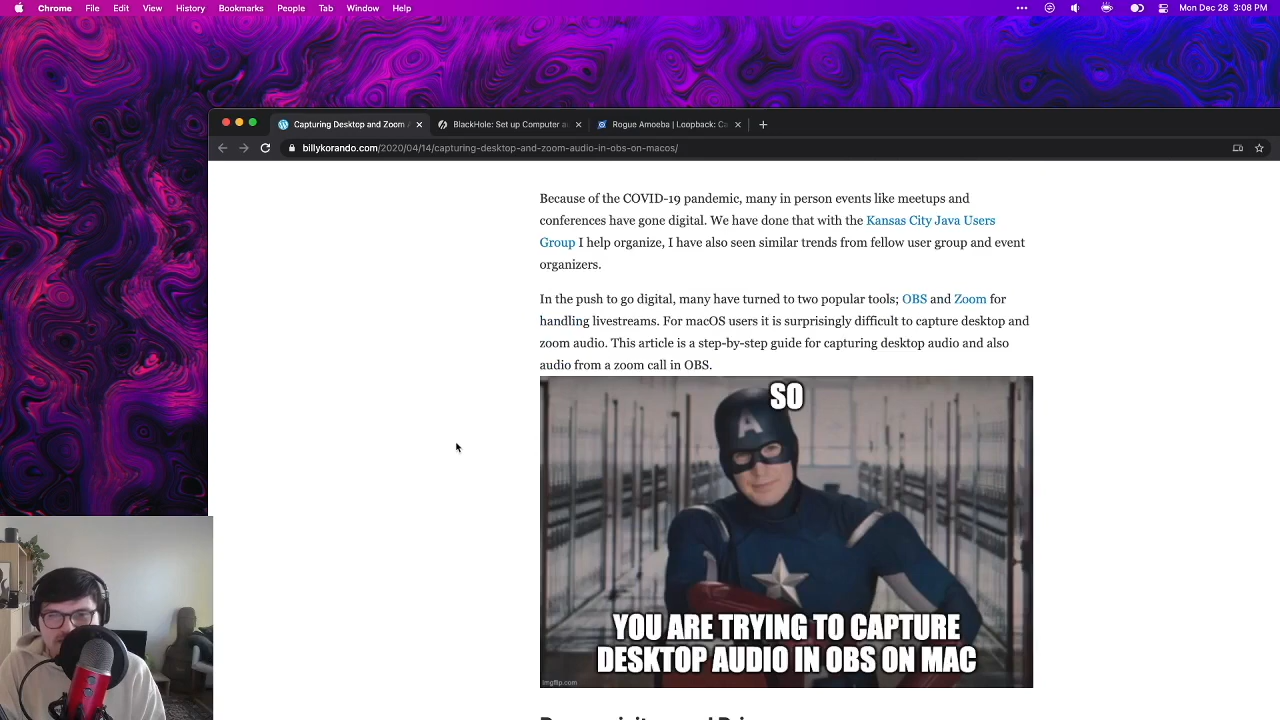 Chrome File Edit View History Bookmarks People Tab Window Help Mon Dec 28 3:08 PM
Capturing Desktop and Zoom BlackHole: Set up Computer Rogue Amoeba | Loopback:
billykorando.com/2020/04/14/capturing-desktop-and-zoom-audio-in-obs-on-macos/
Because of the COVID-19 pandemic, many in person events like meetups and
conferences have gone digital. We have done that with the Kansas City Java Users
Group I help organize, I have also seen similar trends from fellow user group and event
organizers.
In the push to go digital, many have turned to two popular tools; OBS and Zoom for
handling livestreams. For macOS users it is surprisingly difficult to capture desktop and
zoom audio. This article is a step-by-step guide for capturing desktop audio and also
audio from a zoom call in OBS.
SO
A
YOU ARE TRYING TO CAPTURE
DESKTOP AUDIO IN OBS ON MAC
imgflip.com